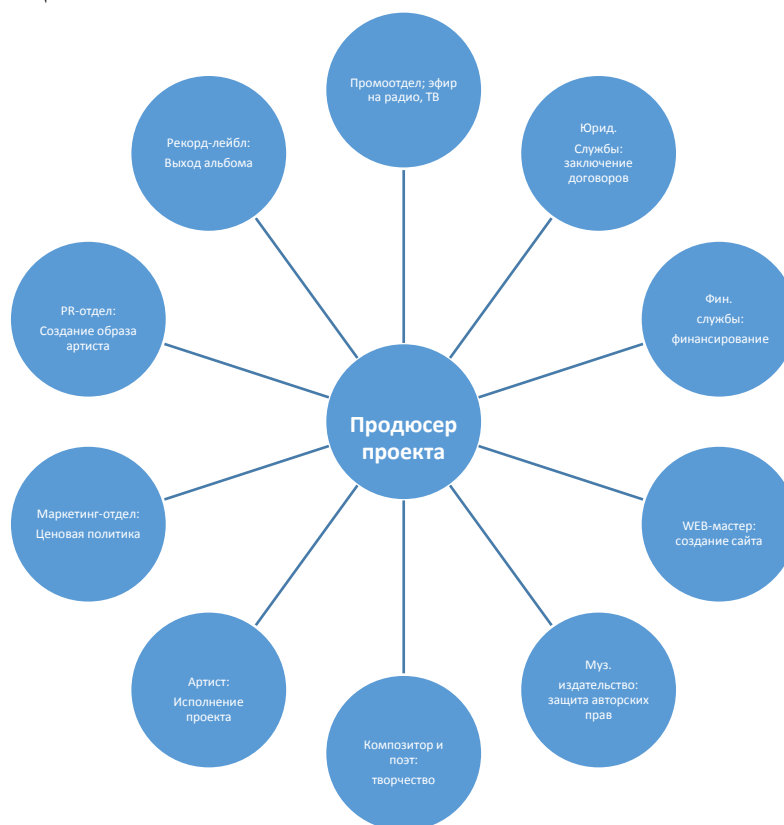 Промоотдел; эфир
на радио, ТВ
Юрид.
Службы:
заключение
договоров
Фин.
службы:
финансирование
WEB-мастер:
создание сайта
Муз.
издательство:
защита авторских
прав
Композитор и
поэт:
творчество
Артист:
Исполнение
проекта
Маркетинг-отдел:
Ценовая политика
PR-отдел:
Создание образа
артиста
Рекорд-лейбл:
Выход альбома
Продюсер
проекта